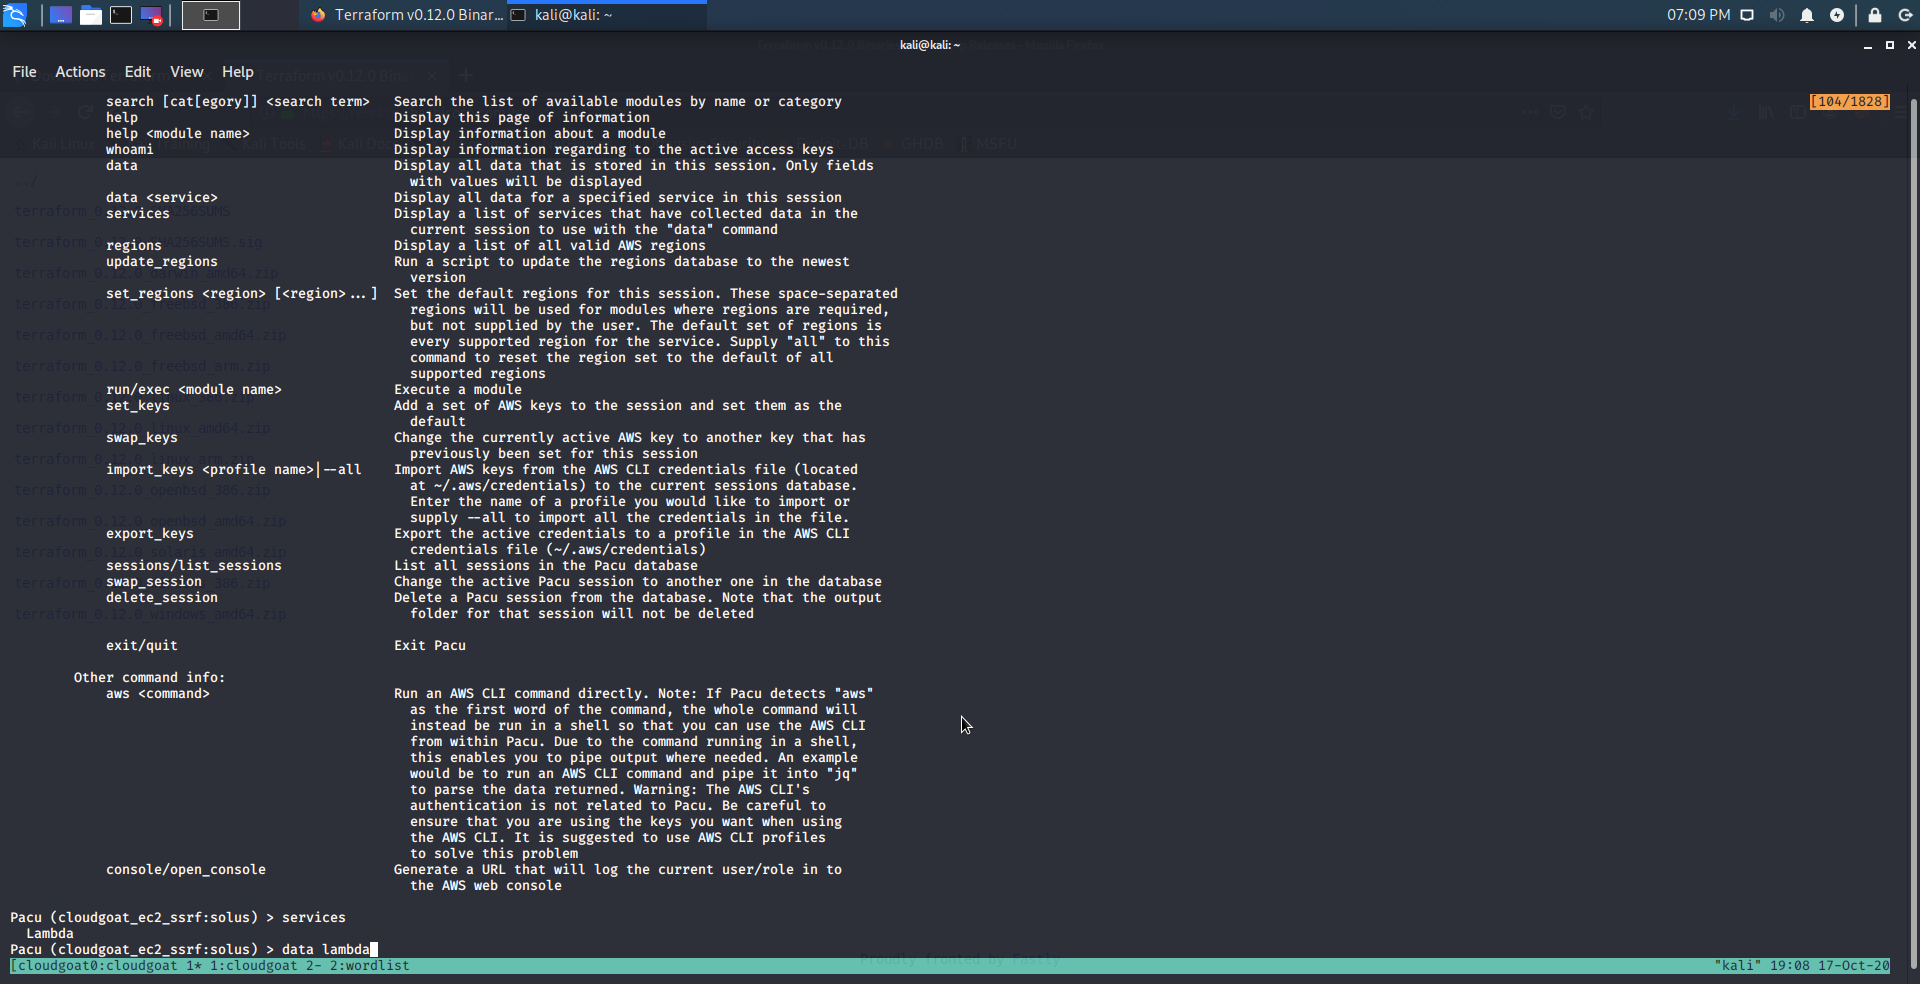 Terraform v0.12.0 Binar...
kali@kali: ~
07:09 PM
kali@kali: ~
File Actions Edit View Help
search [cat[egory]] <search term> Search the list of available modules by name or category
[104/1828]
help Display this page of information
help <module name> Display information about a module
whoami Display information regarding to the active access keys
data Display all data that is stored in this session. Only fields
with values will be displayed
data <service> Display all data for a specified service in this session
services Display a list of services that have collected data in the
current session to use with the "data" command
regions Display a list of all valid AWS regions
update_regions Run a script to update the regions database to the newest
version
set_regions <region> [<region>...] Set the default regions for this session. These space-separated
regions will be used for modules where regions are required,
but not supplied by the user. The default set of regions is
every supported region for the service. Supply "all" to this
command to reset the region set to the default of all
supported regions
run/exec <module name> Execute a module
set_keys Add a set of AWS keys to the session and set them as the
default
swap_keys Change the currently active AWS key to another key that has
previously been set for this session
import_keys <profile name>|--all Import AWS keys from the AWS CLI credentials file (located
at ~/.aws/credentials) to the current sessions database.
Enter the name of a profile you would like to import or
supply --all to import all the credentials in the file.
export_keys Export the active credentials to a profile in the AWS CLI
credentials file (~/.aws/credentials)
sessions/list_sessions List all sessions in the Pacu database
swap_session Change the active Pacu session to another one in the database
delete_session Delete a Pacu session from the database. Note that the output
folder for that session will not be deleted
exit/quit Exit Pacu
Other command info:
aws <command> Run an AWS CLI command directly. Note: If Pacu detects "aws"
as the first word of the command, the whole command will
instead be run in a shell so that you can use the AWS CLI
from within Pacu. Due to the command running in a shell,
this enables you to pipe output where needed. An example
would be to run an AWS CLI command and pipe it into "jq"
to parse the data returned. Warning: The AWS CLI's
authentication is not related to Pacu. Be careful to
ensure that you are using the keys you want when using
the AWS CLI. It is suggested to use AWS CLI profiles
to solve this problem
console/open_console Generate a URL that will log the current user/role in to
the AWS web console
Pacu (cloudgoat_ec2_ssrf:solus) > services
Lambda
Pacu (cloudgoat_ec2_ssrf:solus) > data lambda
[cloudgoat0:cloudgoat 1* 1:cloudgoat 2- 2:wordlist
"kali" 19:08 17-Oct-20